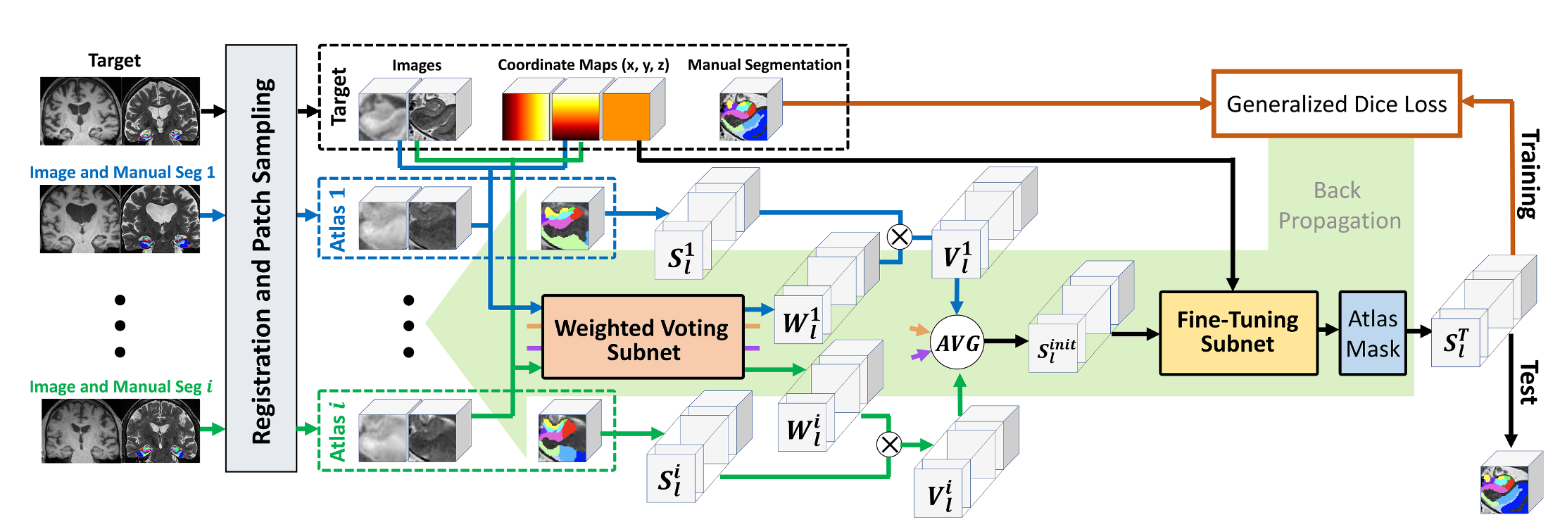 Target
Image and Manual Seg 1
Image and Manual Seg i
Registration and Patch Sampling
Target
Images
Coordinate Maps (x, y, z)
Manual Segmentation
Generalized Dice Loss
Atlas 1
Atlas i
S_l^1
W_l^1
V_l^1
Weighted Voting
Subnet
S_l^i
W_l^i
V_l^i
AVG
S_l^{init}
Back
Propagation
Fine-Tuning
Subnet
Atlas
Mask
S_l^T
Training
Test